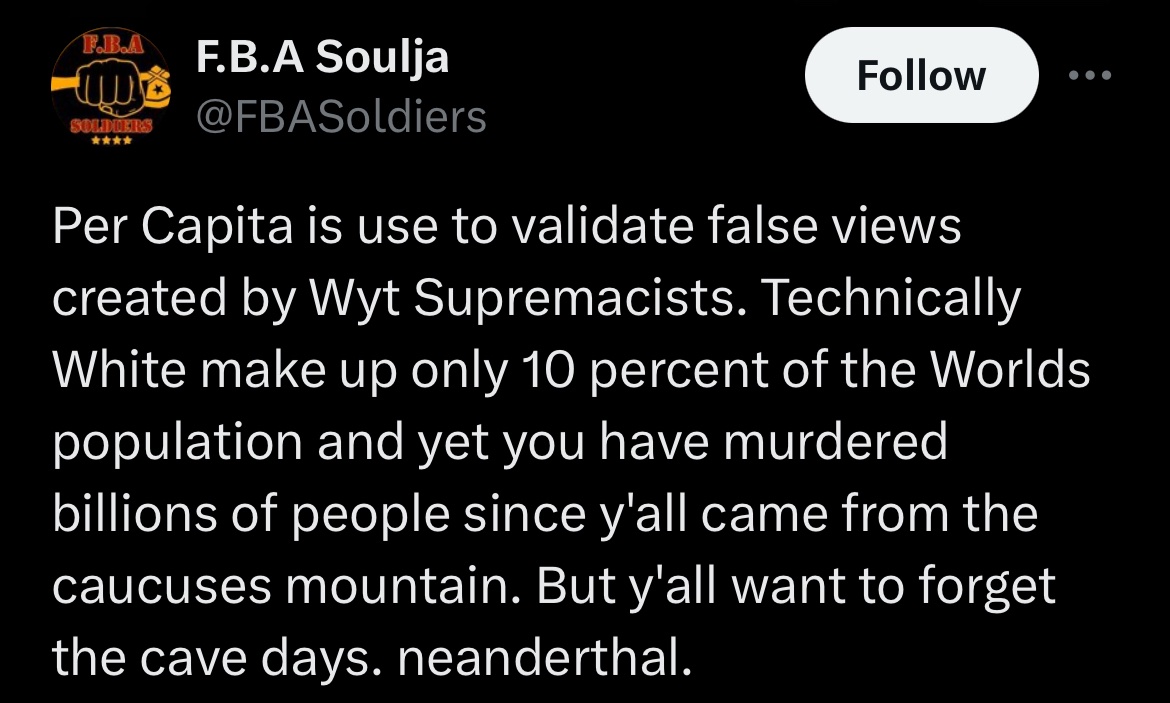 F.B.A
SOLDIERS
F.B.A Soulja
@FBASoldiers
Follow
Per Capita is use to validate false views
created by Wyt Supremacists. Technically
White make up only 10 percent of the Worlds
population and yet you have murdered
billions of people since y'all came from the
caucuses mountain. But y'all want to forget
the cave days. neanderthal.